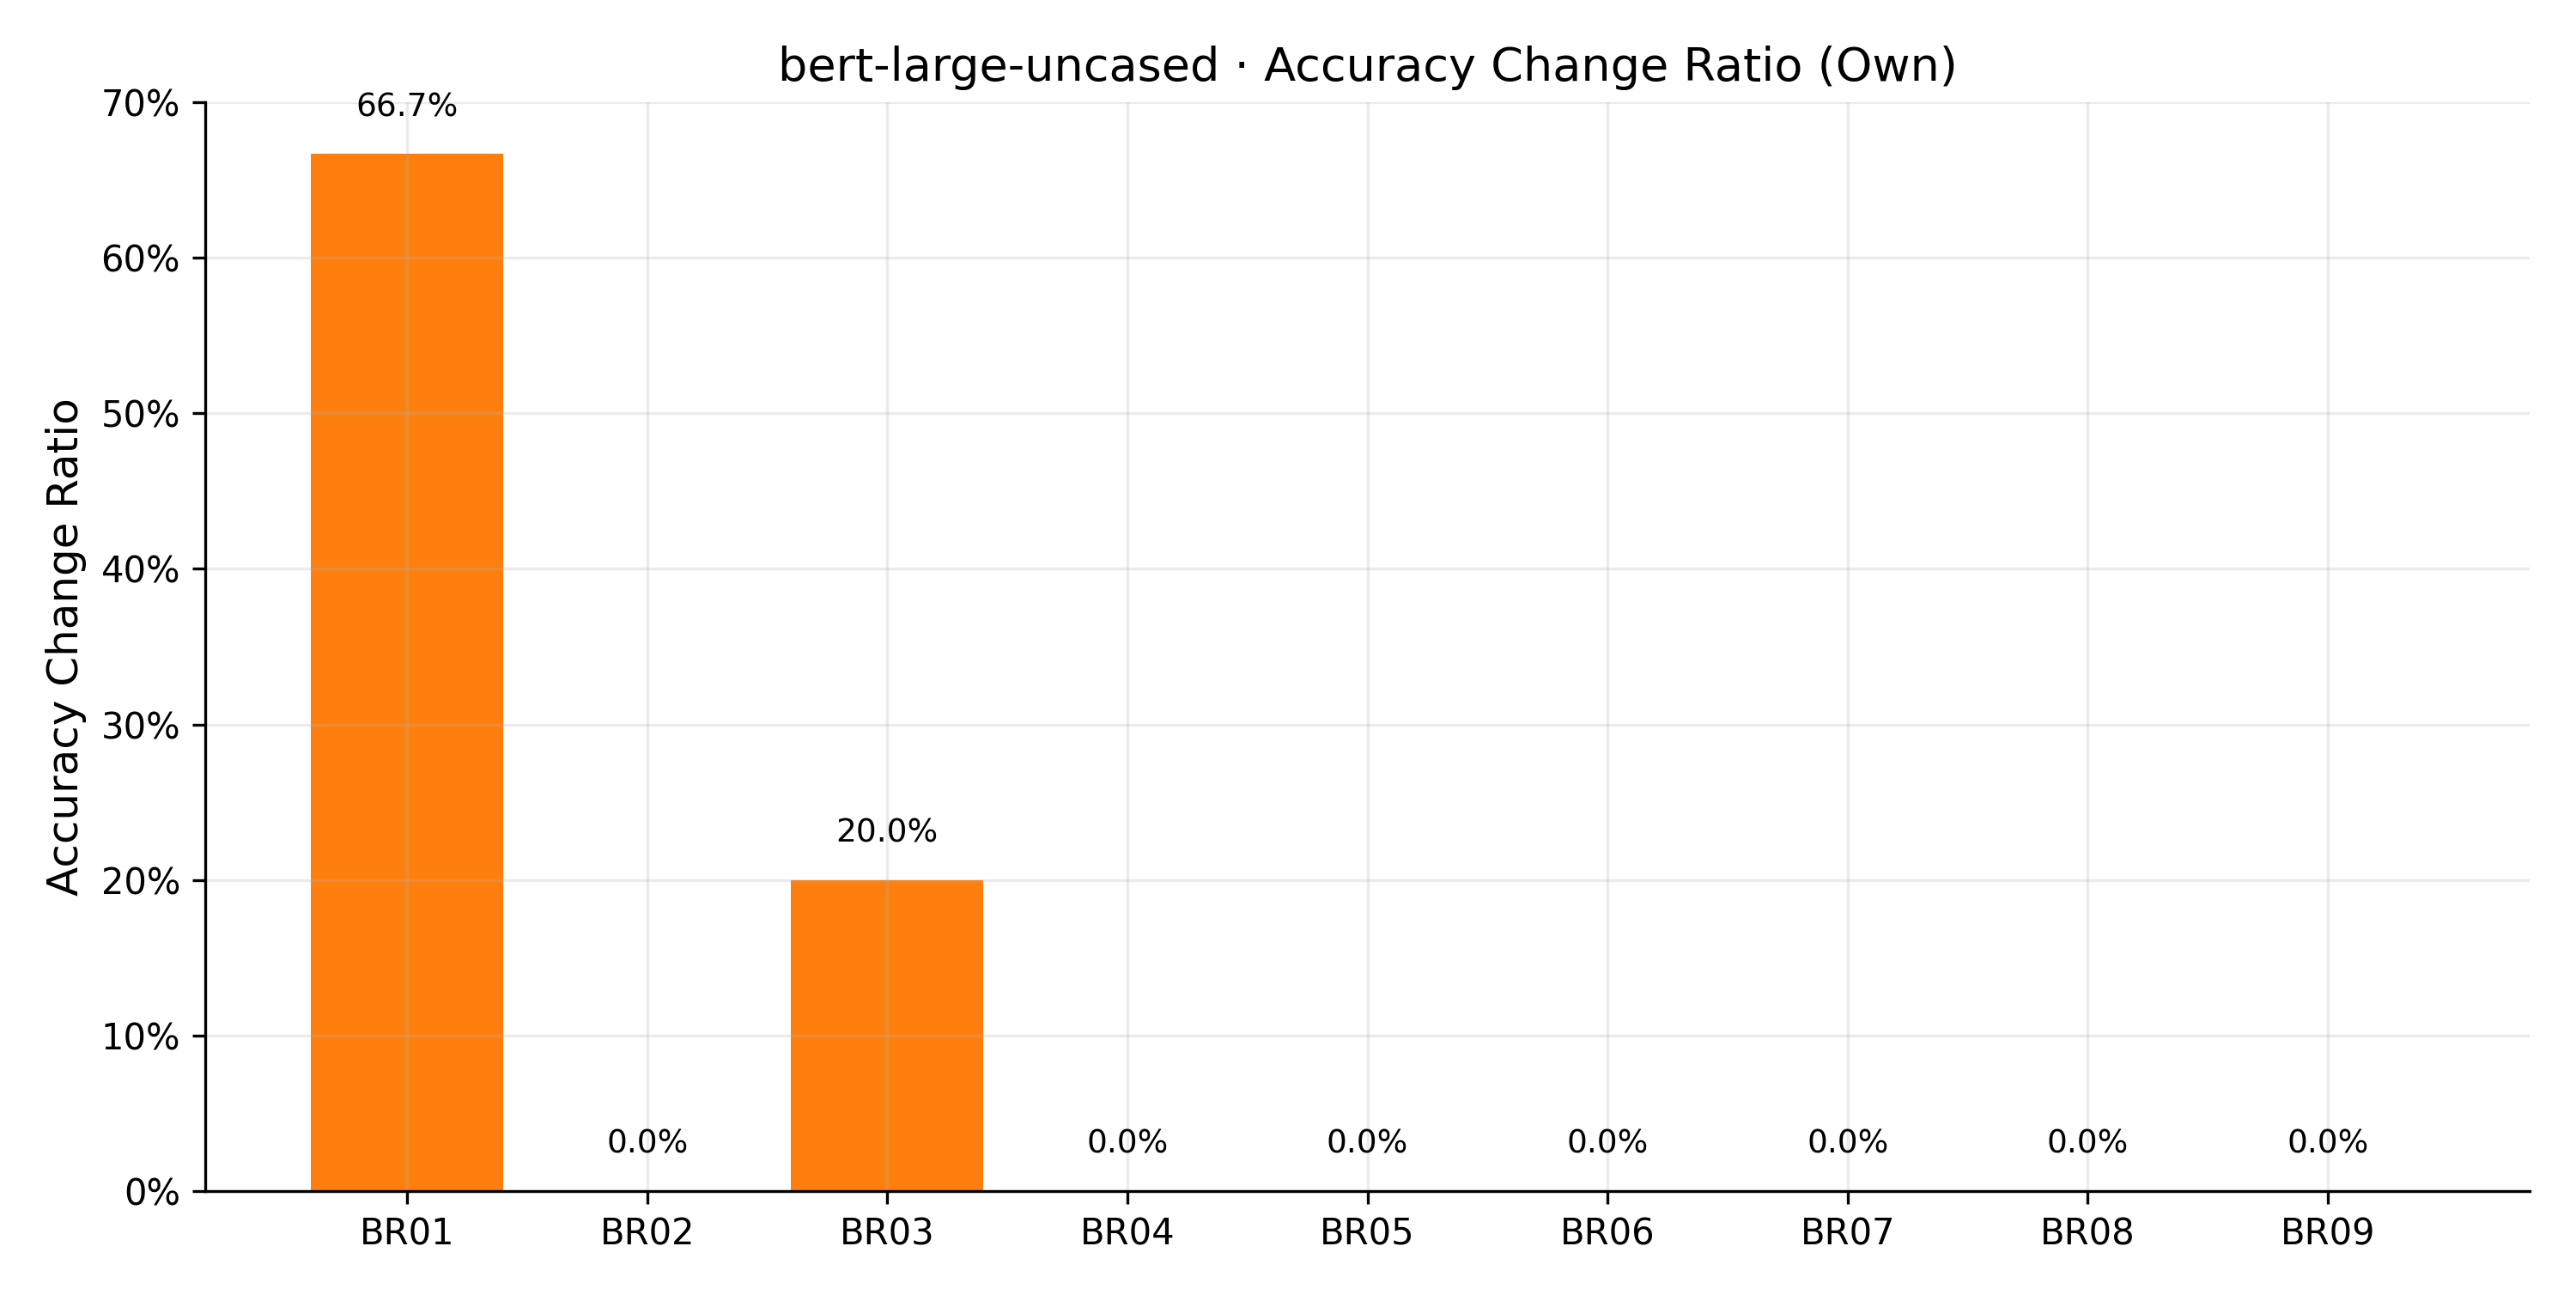 bert-large-uncased · Accuracy Change Ratio (Own)
Accuracy Change Ratio
70%
60%
50%
40%
30%
20%
10%
0%
66.7%
0.0%
20.0%
0.0%
0.0%
0.0%
0.0%
0.0%
0.0%
BR01
BR02
BR03
BR04
BR05
BR06
BR07
BR08
BR09